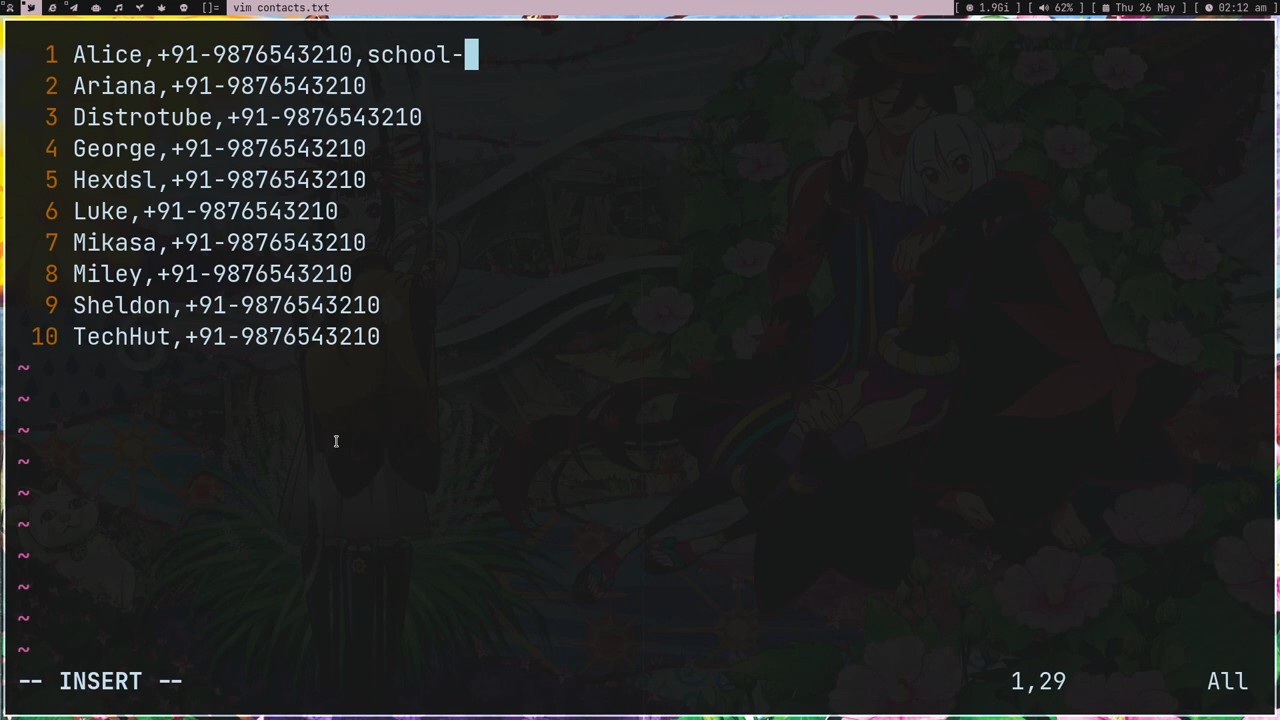 []= vim contacts.txt [ 1.9Gi ] [ 62% ] [ Thu 26 May ] [ 02:12 am ]
1 Alice,+91-9876543210,school-
2 Ariana,+91-9876543210
3 Distrotube,+91-9876543210
4 George,+91-9876543210
5 Hexdsl,+91-9876543210
6 Luke,+91-9876543210
7 Mikasa,+91-9876543210
8 Miley,+91-9876543210
9 Sheldon,+91-9876543210
10 TechHut,+91-9876543210
~
~
~
~
~
~
~
~
~
~
-- INSERT -- 1,29 All